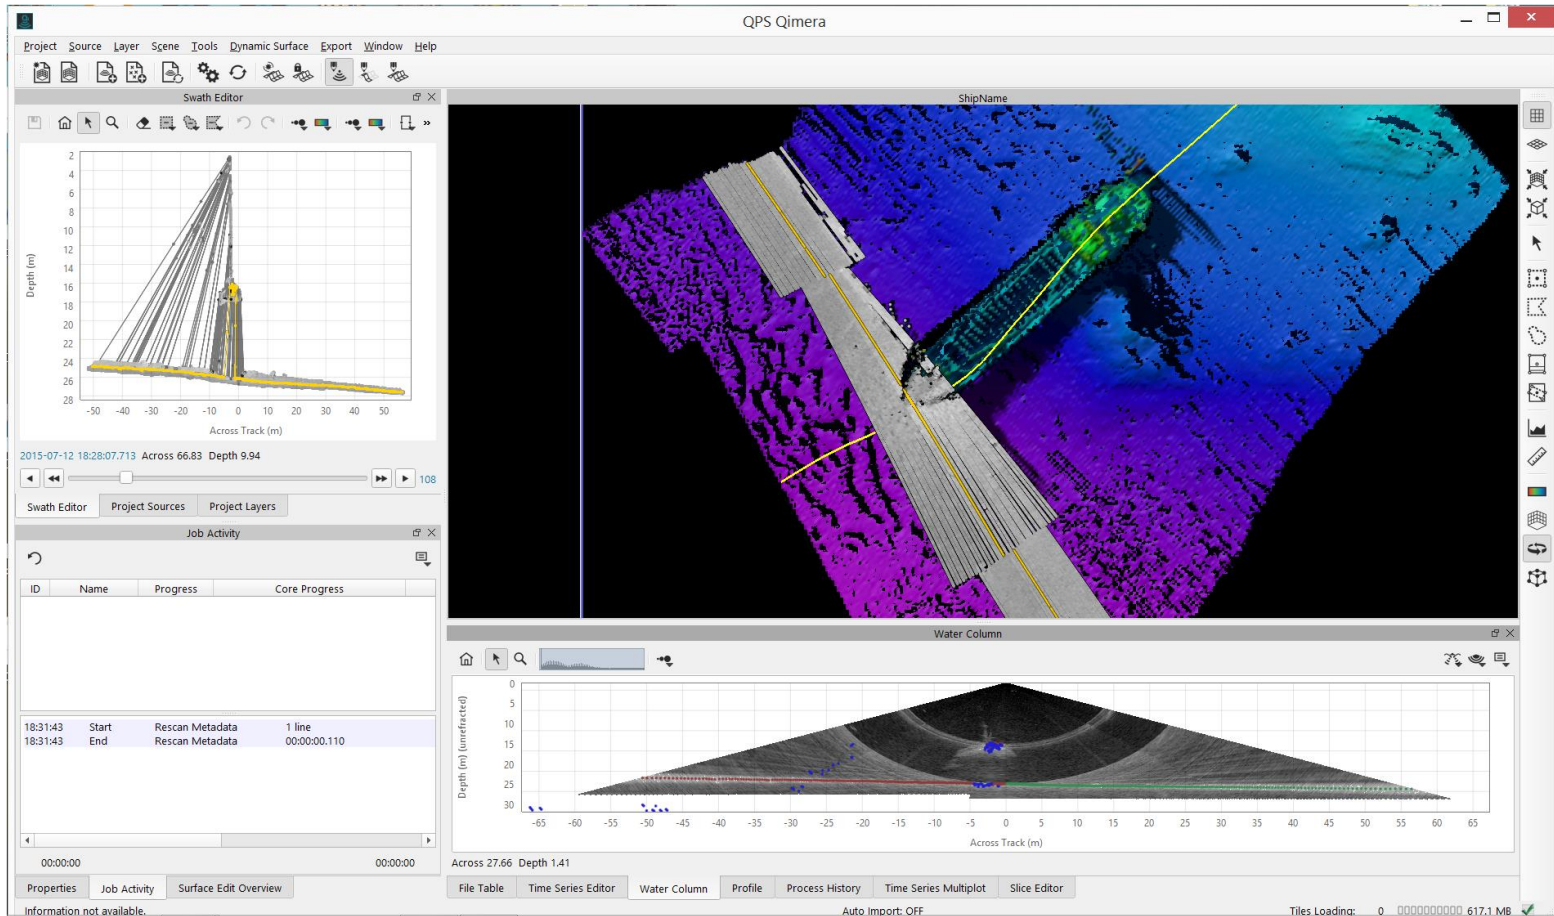 QPS Qimera
Project Source Layer Scene Tools Dynamic Surface Export Window Help
Swath Editor
ShipName
»
2
4
6
8
10
12
14
16
18
20
22
24
26
28
Depth (m)
-50 -40 -30 -20 -10 0 10 20 30 40 50
Across Track (m)
2015-07-12 18:28:07.713 Across 66.83 Depth 9.94
108
Swath Editor Project Sources Project Layers
Job Activity
ID Name Progress Core Progress
18:31:43 Start Rescan Metadata 1 line
18:31:43 End Rescan Metadata 00:00:00.110
00:00:00 00:00:00
Properties Job Activity Surface Edit Overview
Information not available.
Water Column
0
5
10
15
20
25
30
Depth (m) (unrefracted)
-65 -60 -55 -50 -45 -40 -35 -30 -25 -20 -15 -10 -5 0 5 10 15 20 25 30 35 40 45 50 55 60 65
Across Track (m)
Across 27.66 Depth 1.41
File Table Time Series Editor Water Column Profile Process History Time Series Multiplot Slice Editor
Auto Import: OFF
Tiles Loading: 0 617.1 MB